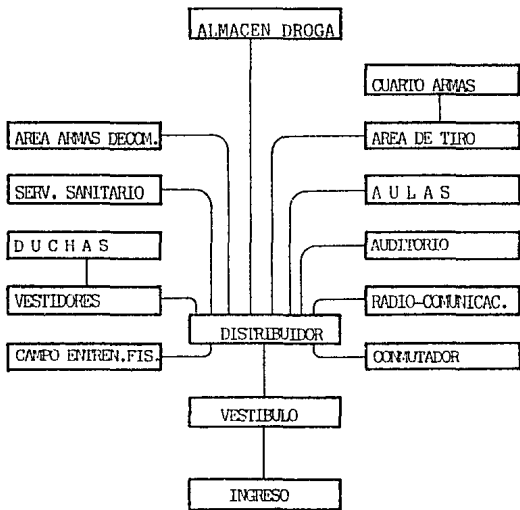 ALMACEN DROGA
CUARTO ARMAS
AREA ARMAS DECOM.
AREA DE TIRO
SERV. SANITARIO
A U L A S
D U C H A S
AUDITORIO
VESTIDORES
RADIO-COMUNICAC.
DISTRIBUIDOR
CAMPO ENTREN.FIS.
CONMUTADOR
VESTIBULO
INGRESO